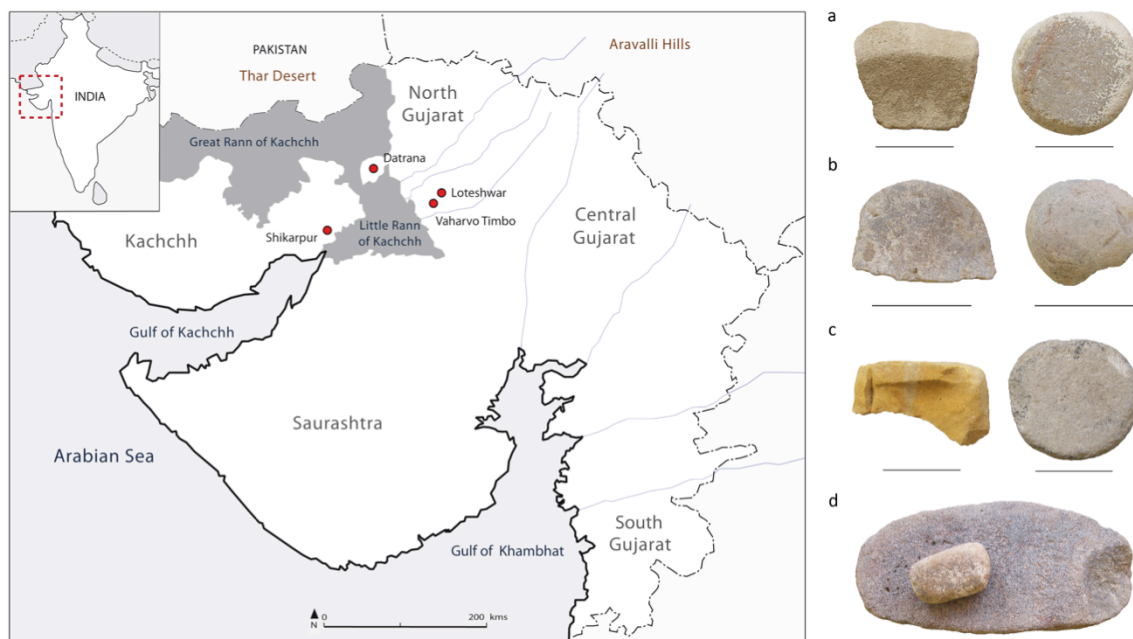 INDIA
PAKISTAN
Thar Desert
Aravalli Hills
North
Gujarat
Great Rann of Kachchh
Datrana
Loteshwar
Vaharvo Timbo
Little Rann
of Kachchh
Shikarpur
Kachchh
Central
Gujarat
Gulf of Kachchh
Saurashtra
Arabian Sea
South
Gujarat
Gulf of Khambhat
N
0
200 kms
a
b
c
d